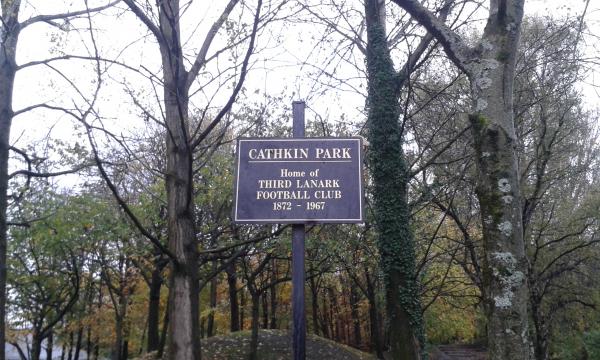 CATHKIN PARK
Home of
THIRD LANARK
FOOTBALL CLUB
1872 - 1967